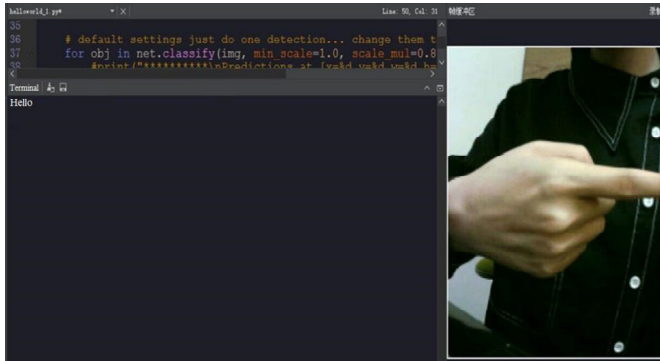 helloworld_1.py*
Line: 50, Col: 31
帧缓冲区
录制
35
36 # default settings just do one detection... change them t
37 for obj in net.classify(img, min_scale=1.0, scale_mul=0.8
38 #print("**********\nPredictions at [x=%d,y=%d,w=%d,h=
Terminal
Hello